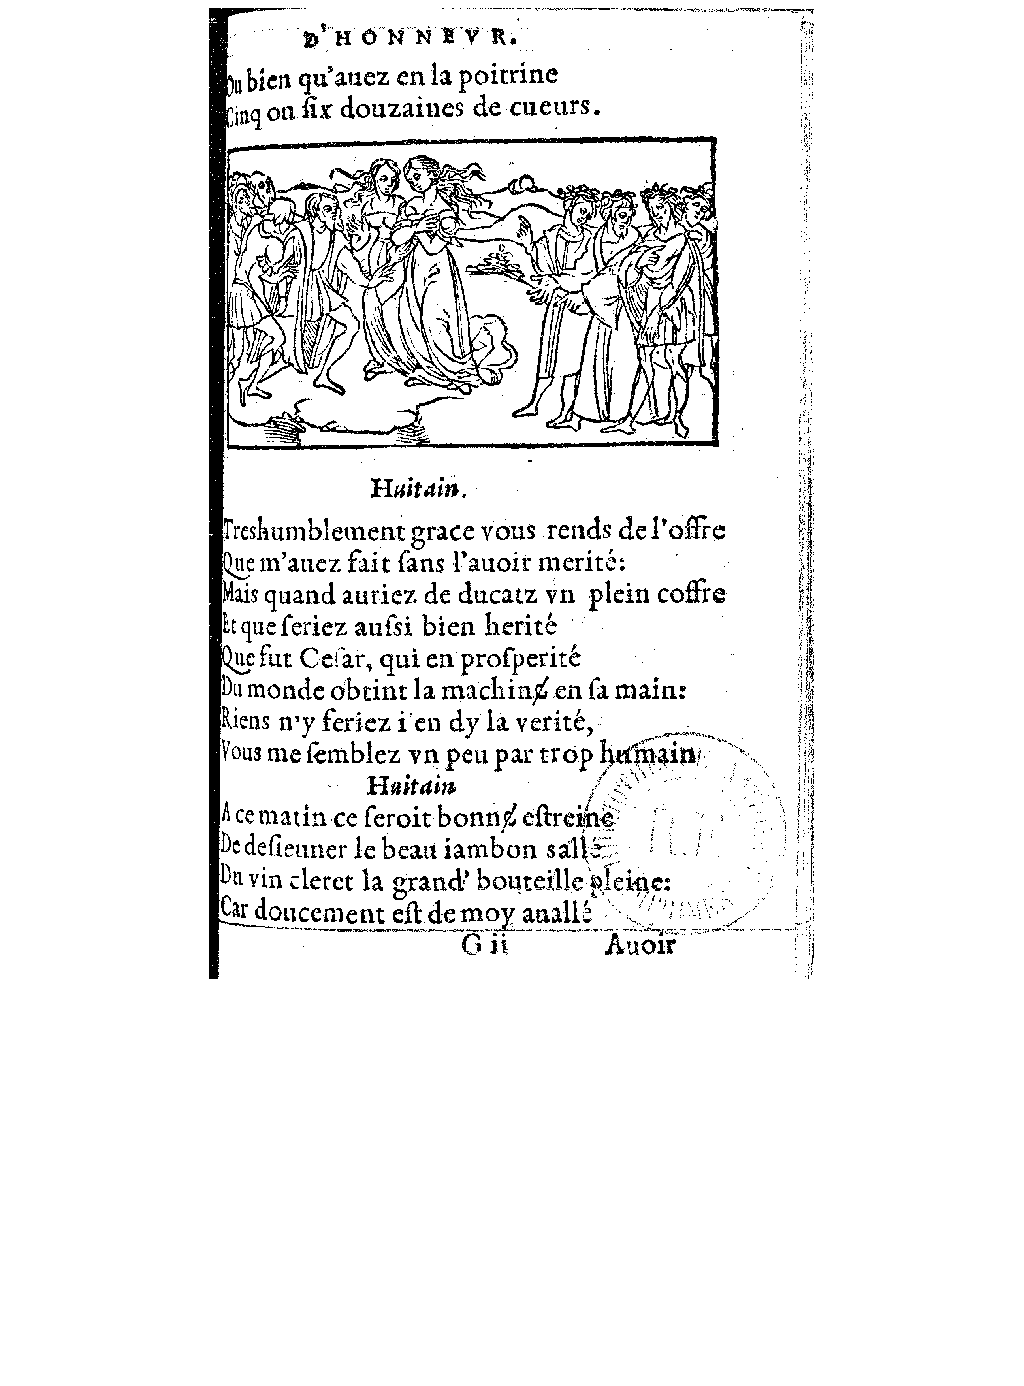 D'HONNEVR.
Ou bien qu'auez en la poitrine
Cinq ou ſix douzaines de cueurs.
Huitain.
Treshumblement grace vous rends de l'offre
Que m'auez fait ſans l'auoir merité:
Mais quand auriez de ducatz vn plein coffre
Et que ſeriez auſsi bien herité
Que fut Ceſar, qui en proſperité
Du monde obtint la machinɇ en ſa main:
Riens n'y feriez i'en dy la verité,
Vous me ſemblez vn peu par trop humain
Huitain
A ce matin ce ſeroit bonnɇ eſtreine
De deſieuner le beau iambon sallé
Du vin cleret la grand' bouteille pleine:
Car doucement eſt de moy auallé
G ii Auoir